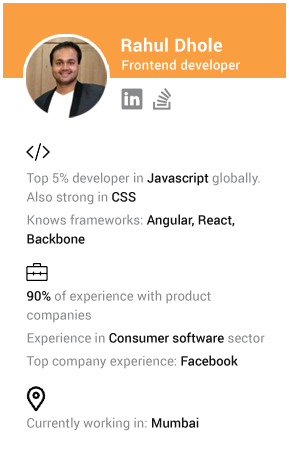 Rahul Dhole
Frontend developer
in
</>
Top 5% developer in Javascript globally.
Also strong in CSS
Knows frameworks: Angular, React,
Backbone
90% of experience with product
companies
Experience in Consumer software sector
Top company experience: Facebook
Currently working in: Mumbai